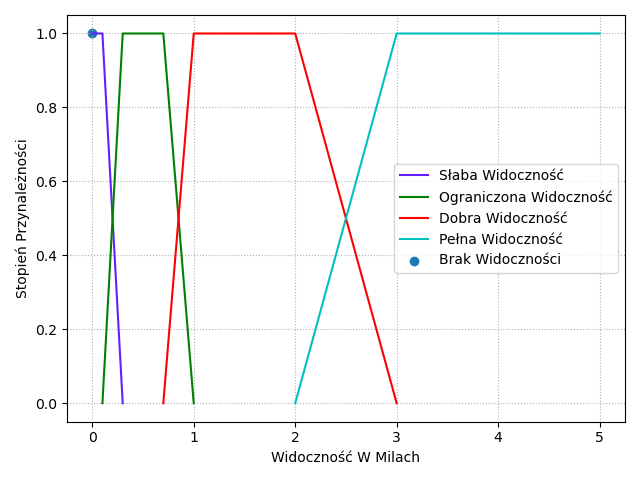 1.0
0.8
0.6
0.4
0.2
0.0
Stopień Przynależności
Słaba Widoczność
Ograniczona Widoczność
Dobra Widoczność
Pełna Widoczność
Brak Widoczności
0 1 2 3 4 5
Widoczność W Milach